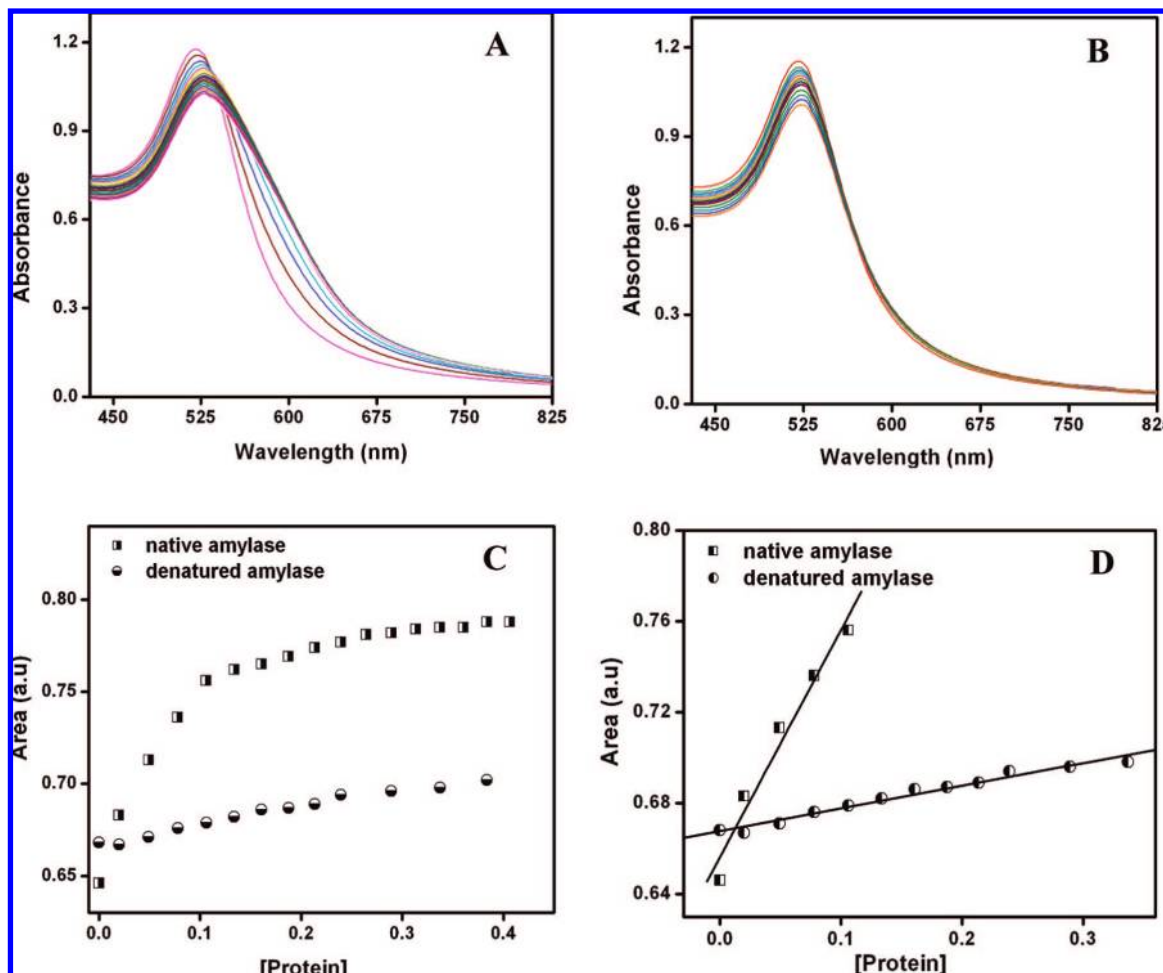 A
1.2
0.9
0.6
0.3
0.0
Absorbance
450 525 600 675 750 825
Wavelength (nm)
B
1.2
0.9
0.6
0.3
0.0
Absorbance
450 525 600 675 750 825
Wavelength (nm)
native amylase
denatured amylase
C
0.80
0.75
0.70
0.65
Area (a.u)
0.0 0.1 0.2 0.3 0.4
[Protein]
native amylase
denatured amylase
D
0.80
0.76
0.72
0.68
0.64
Area (a.u)
0.0 0.1 0.2 0.3
[Protein]